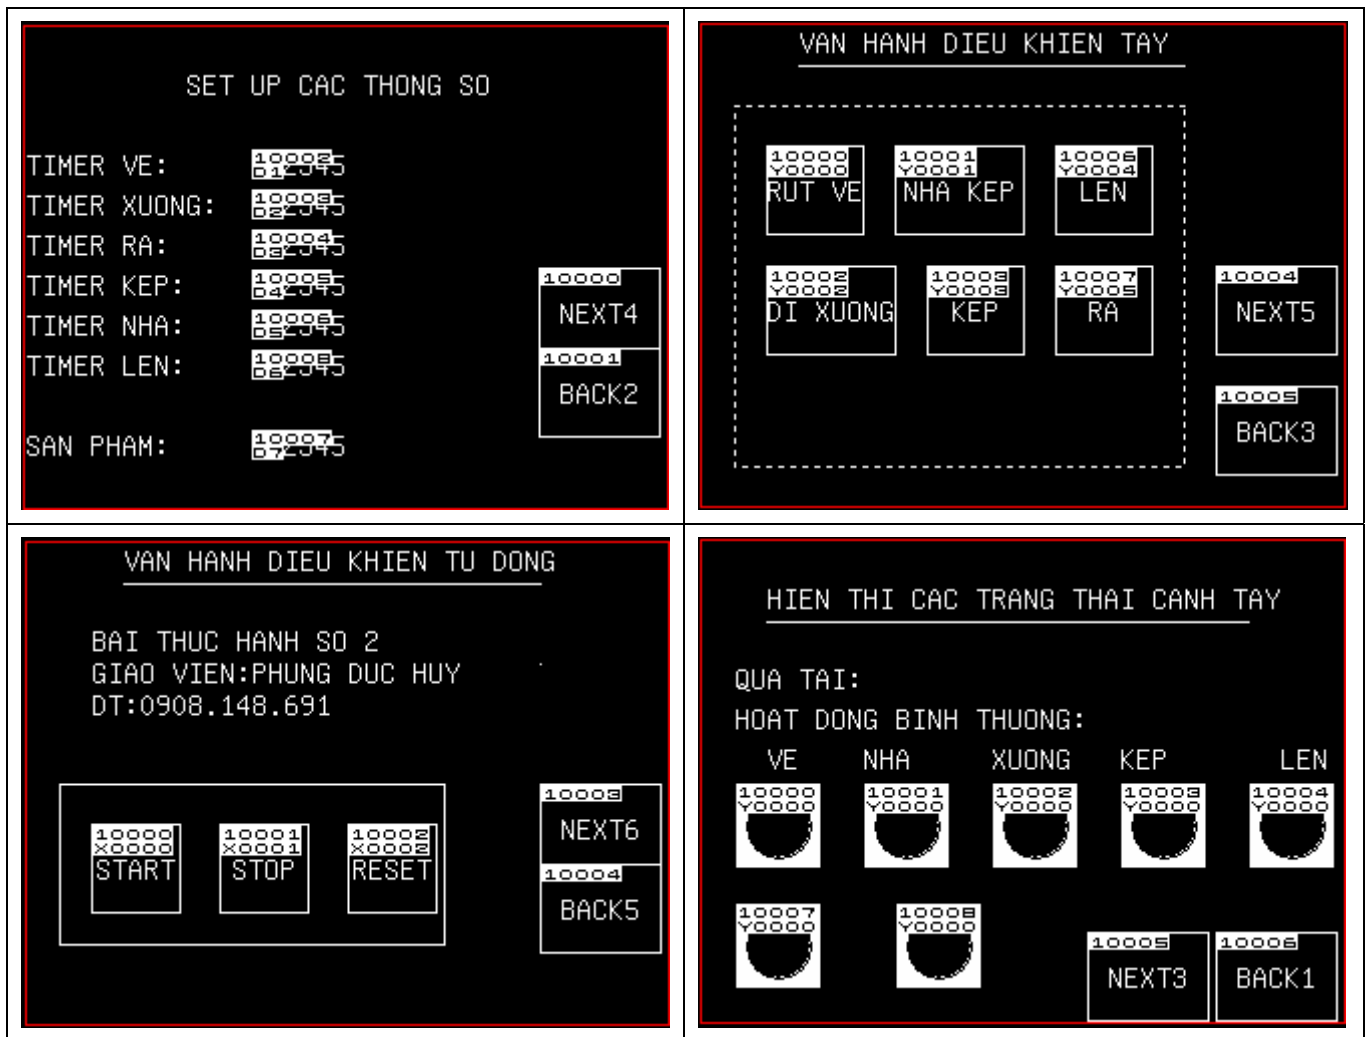 SET UP CAC THONG SO
TIMER VE:
TIMER XUONG:
TIMER RA:
TIMER KEP:
TIMER NHA:
TIMER LEN:
SAN PHAM:
10000
NEXT4
10001
BACK2
VAN HANH DIEU KHIEN TAY
10000 10001 10006
Y0000 Y0001 Y0004
RUT VE NHA KEP LEN
10002 10003 10007
Y0002 Y0003 Y0005
DI XUONG KEP RA
10004
NEXT5
10005
BACK3
VAN HANH DIEU KHIEN TU DONG
BAI THUC HANH SO 2
GIAO VIEN:PHUNG DUC HUY
DT:0908.148.691
10000 10001 10002
X0000 X0001 X0002
START STOP RESET
10003
NEXT6
10004
BACK5
HIEN THI CAC TRANG THAI CANH TAY
QUA TAI:
HOAT DONG BINH THUONG:
VE NHA XUONG KEP LEN
10000 10001 10002 10003 10004
Y0000 Y0000 Y0000 Y0000 Y0000
10007 10008
Y0000 Y0000
10005
NEXT3
10006
BACK1